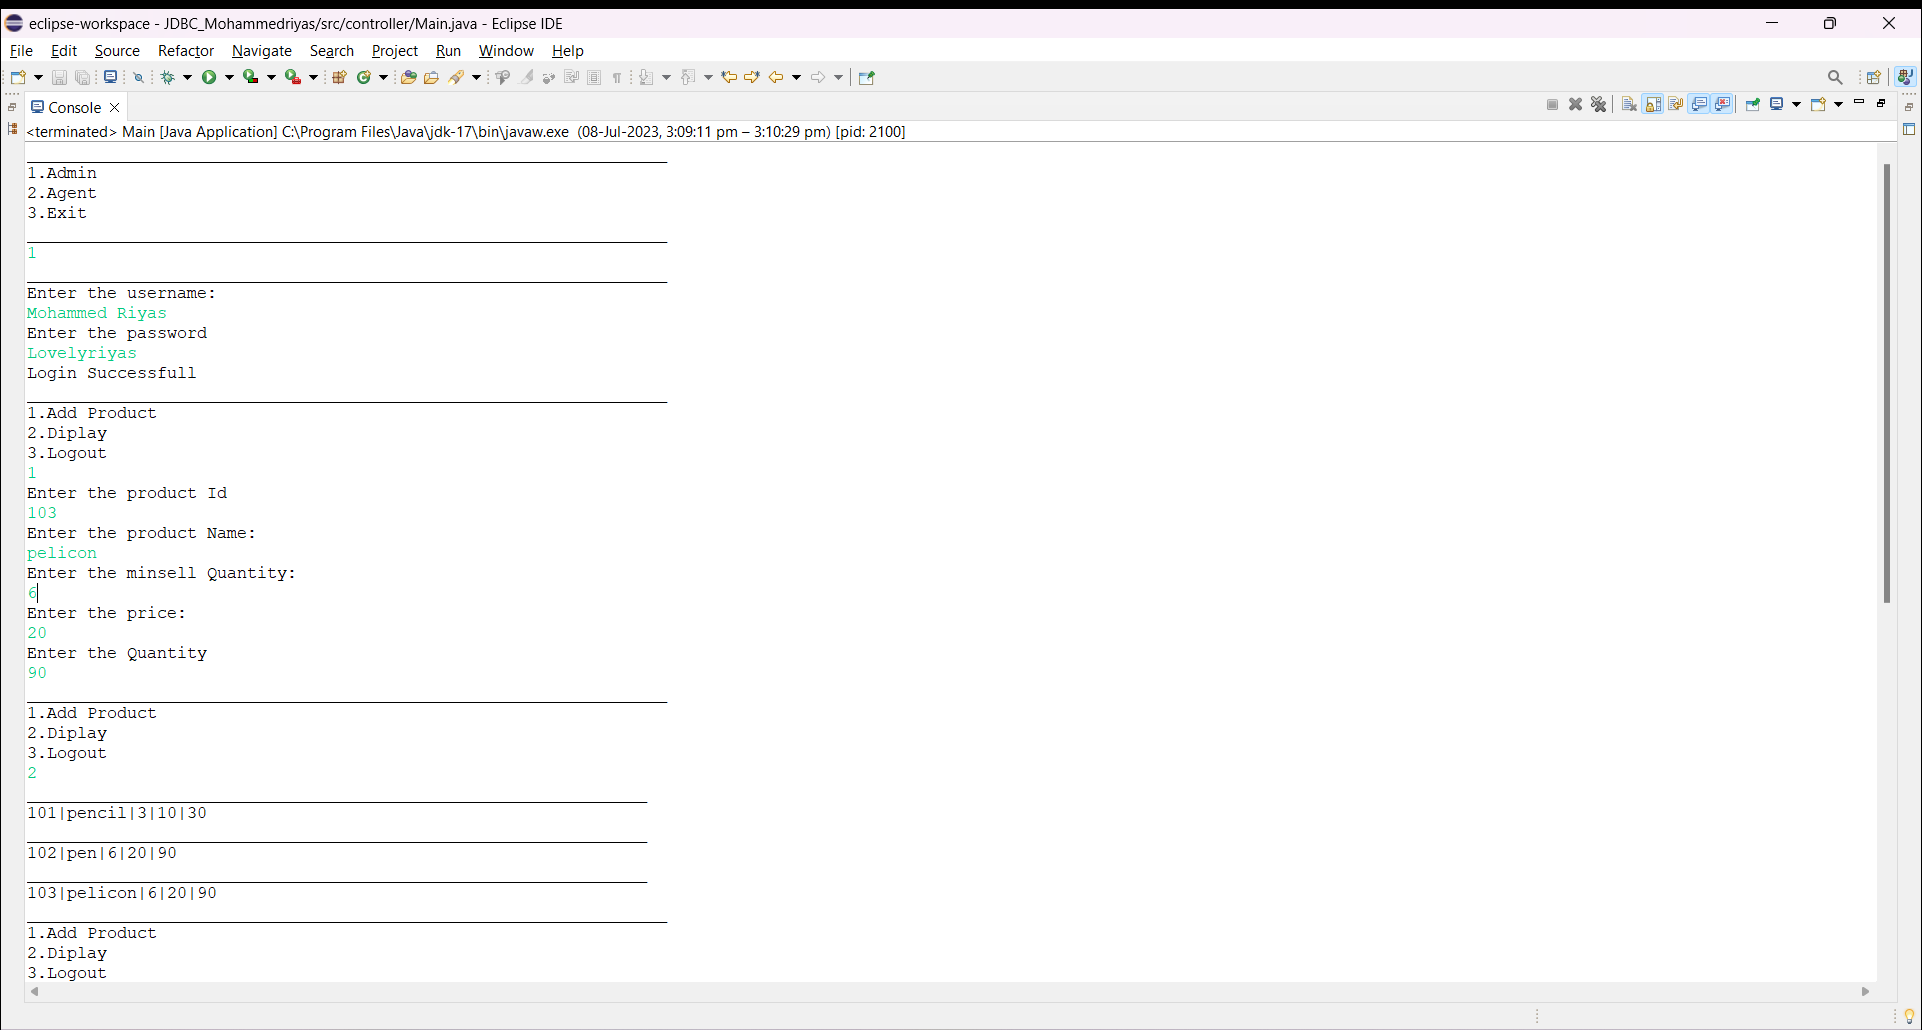 eclipse-workspace - JDBC_Mohammedriyas/src/controller/Main.java - Eclipse IDE
File Edit Source Refactor Navigate Search Project Run Window Help
Console
<terminated> Main [Java Application] C:\Program Files\Java\jdk-17\bin\javaw.exe (08-Jul-2023, 3:09:11 pm – 3:10:29 pm) [pid: 2100]
1.Admin
2.Agent
3.Exit
1
Enter the username:
Mohammed Riyas
Enter the password
Lovelyriyas
Login Successfull
1.Add Product
2.Diplay
3.Logout
1
Enter the product Id
103
Enter the product Name:
pelicon
Enter the minsell Quantity:
6
Enter the price:
20
Enter the Quantity
90
1.Add Product
2.Diplay
3.Logout
2
101|pencil|3|10|30
102|pen|6|20|90
103|pelicon|6|20|90
1.Add Product
2.Diplay
3.Logout